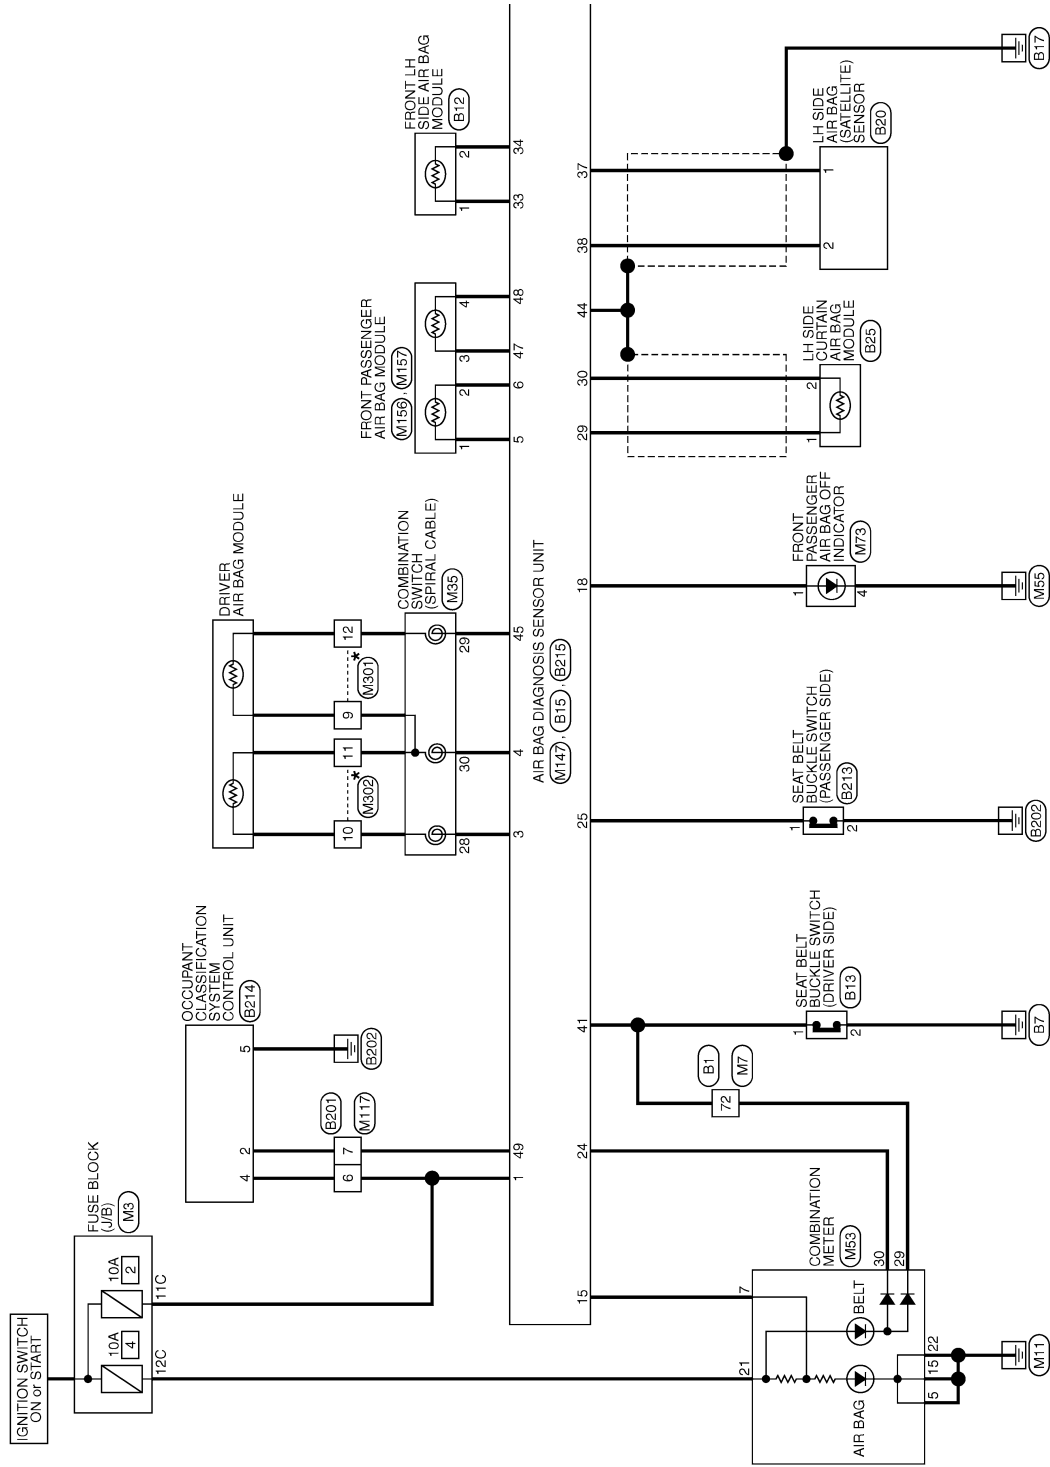 IGNITION SWITCH
ON or START
FUSE BLOCK
(J/B)
M3
10A
4
10A
2
12C
11C
OCCUPANT
CLASSIFICATION
SYSTEM
CONTROL UNIT
B214
4
2
5
B202
6
7
B201
M117
1
49
DRIVER
AIR BAG MODULE
10
11
9
12
*
M302
*
M301
COMBINATION
SWITCH
(SPIRAL CABLE)
M35
28
30
29
3
4
45
FRONT PASSENGER
AIR BAG MODULE
M156 , M157
1
2
3
4
5
6
47
48
FRONT LH
SIDE AIR BAG
MODULE
B12
1
2
33
34
AIR BAG DIAGNOSIS SENSOR UNIT
M147 , B15 , B215
15
24
41
25
18
29
30
44
38
37
COMBINATION
METER
M53
21
7
30
29
BELT
AIR BAG
5
15
22
M11
72
B1
M7
SEAT BELT
BUCKLE SWITCH
(DRIVER SIDE)
B13
1
2
B7
SEAT BELT
BUCKLE SWITCH
(PASSENGER SIDE)
B213
1
2
B202
FRONT
PASSENGER
AIR BAG OFF
INDICATOR
M73
1
4
M55
LH SIDE
CURTAIN
AIR BAG
MODULE
B25
1
2
LH SIDE
AIR BAG
(SATELLITE)
SENSOR
B20
2
1
B17